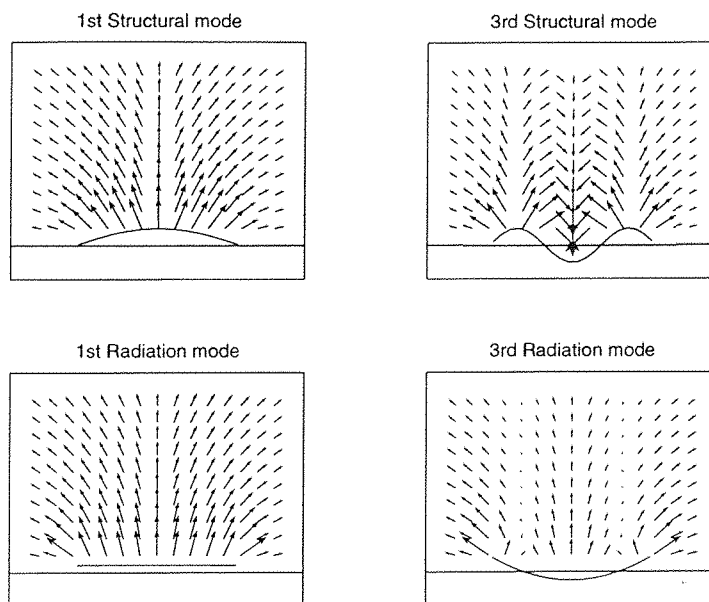 1st Structural mode
3rd Structural mode
1st Radiation mode
3rd Radiation mode